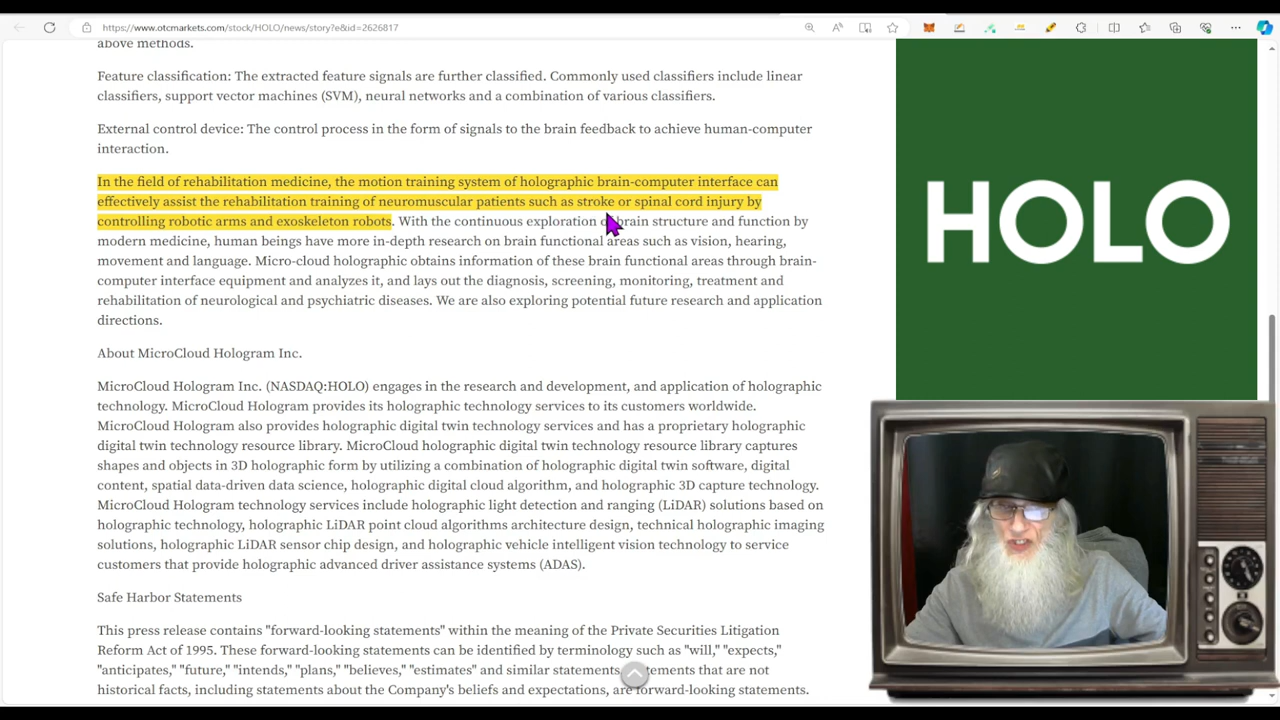 https://www.otcmarkets.com/stock/HOLO/news/story?e&id=2626817
above methods.
Feature classification: The extracted feature signals are further classified. Commonly used classifiers include linear
classifiers, support vector machines (SVM), neural networks and a combination of various classifiers.
External control device: The control process in the form of signals to the brain feedback to achieve human-computer
interaction.
In the field of rehabilitation medicine, the motion training system of holographic brain-computer interface can
effectively assist the rehabilitation training of neuromuscular patients such as stroke or spinal cord injury by
controlling robotic arms and exoskeleton robots. With the continuous exploration of brain structure and function by
modern medicine, human beings have more in-depth research on brain functional areas such as vision, hearing,
movement and language. Micro-cloud holographic obtains information of these brain functional areas through brain-
computer interface equipment and analyzes it, and lays out the diagnosis, screening, monitoring, treatment and
rehabilitation of neurological and psychiatric diseases. We are also exploring potential future research and application
directions.
About MicroCloud Hologram Inc.
MicroCloud Hologram Inc. (NASDAQ:HOLO) engages in the research and development, and application of holographic
technology. MicroCloud Hologram provides its holographic technology services to its customers worldwide.
MicroCloud Hologram also provides holographic digital twin technology services and has a proprietary holographic
digital twin technology resource library. MicroCloud holographic digital twin technology resource library captures
shapes and objects in 3D holographic form by utilizing a combination of holographic digital twin software, digital
content, spatial data-driven data science, holographic digital cloud algorithm, and holographic 3D capture technology.
MicroCloud Hologram technology services include holographic light detection and ranging (LiDAR) solutions based on
holographic technology, holographic LiDAR point cloud algorithms architecture design, technical holographic imaging
solutions, holographic LiDAR sensor chip design, and holographic vehicle intelligent vision technology to service
customers that provide holographic advanced driver assistance systems (ADAS).
Safe Harbor Statements
This press release contains "forward-looking statements" within the meaning of the Private Securities Litigation
Reform Act of 1995. These forward-looking statements can be identified by terminology such as "will," "expects,"
"anticipates," "future," "intends," "plans," "believes," "estimates" and similar statements. Statements that are not
historical facts, including statements about the Company's beliefs and expectations, are forward-looking statements.
HOLO